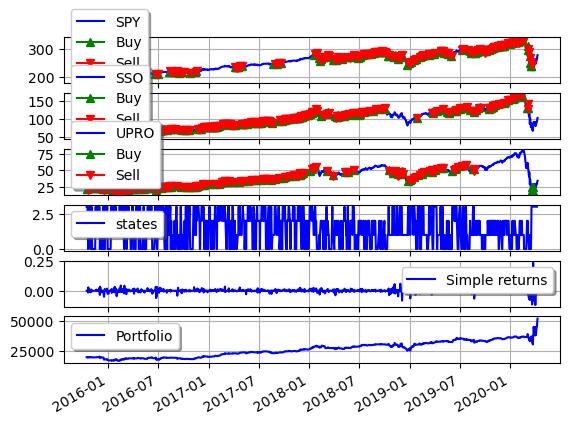 SPY
Buy
Sell
300
200
SSO
Buy
Sell
150
100
50
UPRO
Buy
Sell
75
50
25
states
2.5
0.0
Simple returns
0.25
0.00
Portfolio
50000
25000
2016-01 2016-07 2017-01 2017-07 2018-01 2018-07 2019-01 2019-07 2020-01